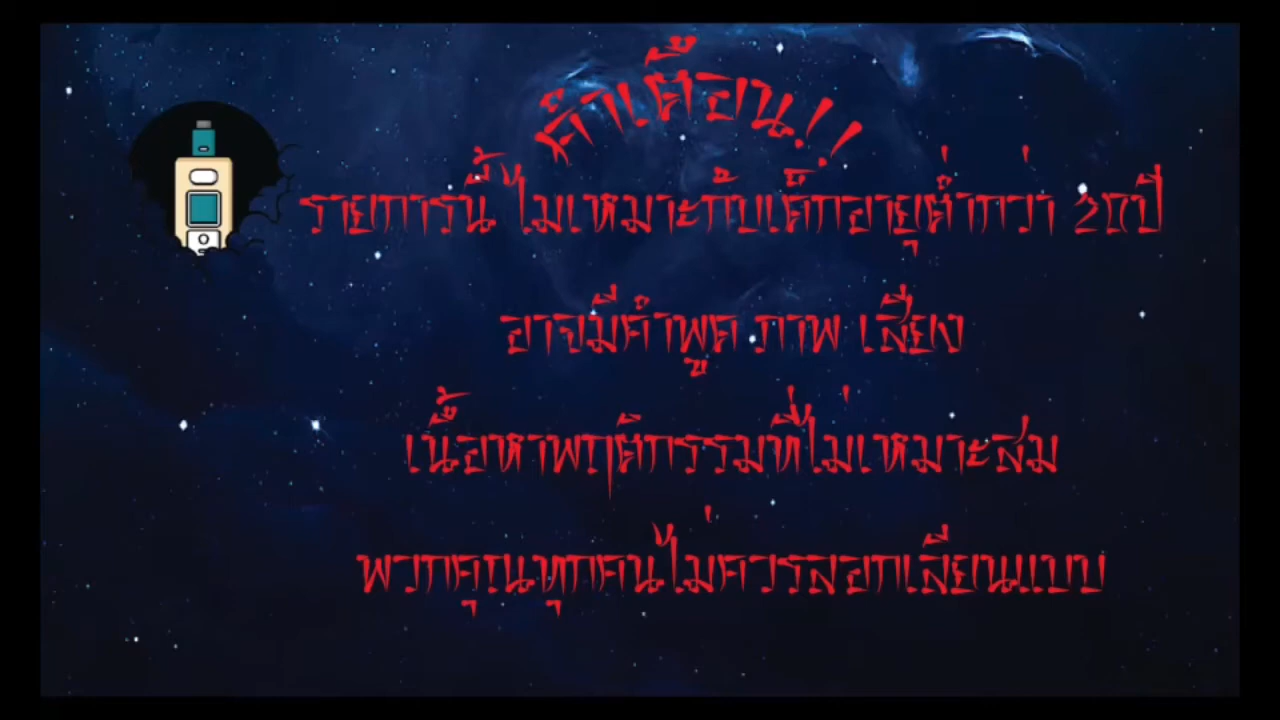 คำเตือน!!
รายการนี้ ไม่เหมาะกับเด็กอายุต่ำกว่า 20ปี
อาจมีคำพูด ภาพ เสียง
เนื้อหาพฤติกรรมที่ไม่เหมาะสม
พวกคุณทุกคนไม่ควรลอกเลียนแบบ